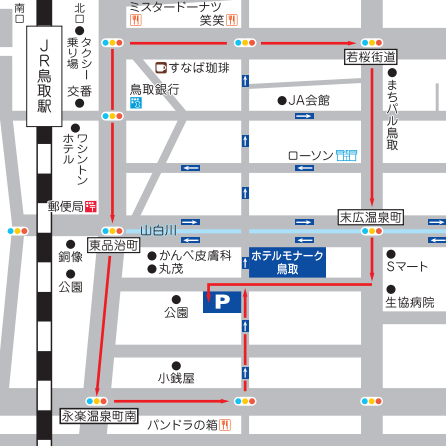 南口
北口
ミスタードーナツ
笑笑
JR鳥取駅
タクシー
乗り場
交番
若桜街道
すなば珈琲
鳥取銀行
JA会館
まちパル鳥取
ワシントン
ホテル
ローソン
郵便局
山白川
末広温泉町
東品治町
銅像
かんべ皮膚科
丸茂
ホテルモナーク
鳥取
Sマート
公園
公園
P
生協病院
小銭屋
永楽温泉町南
パンドラの箱